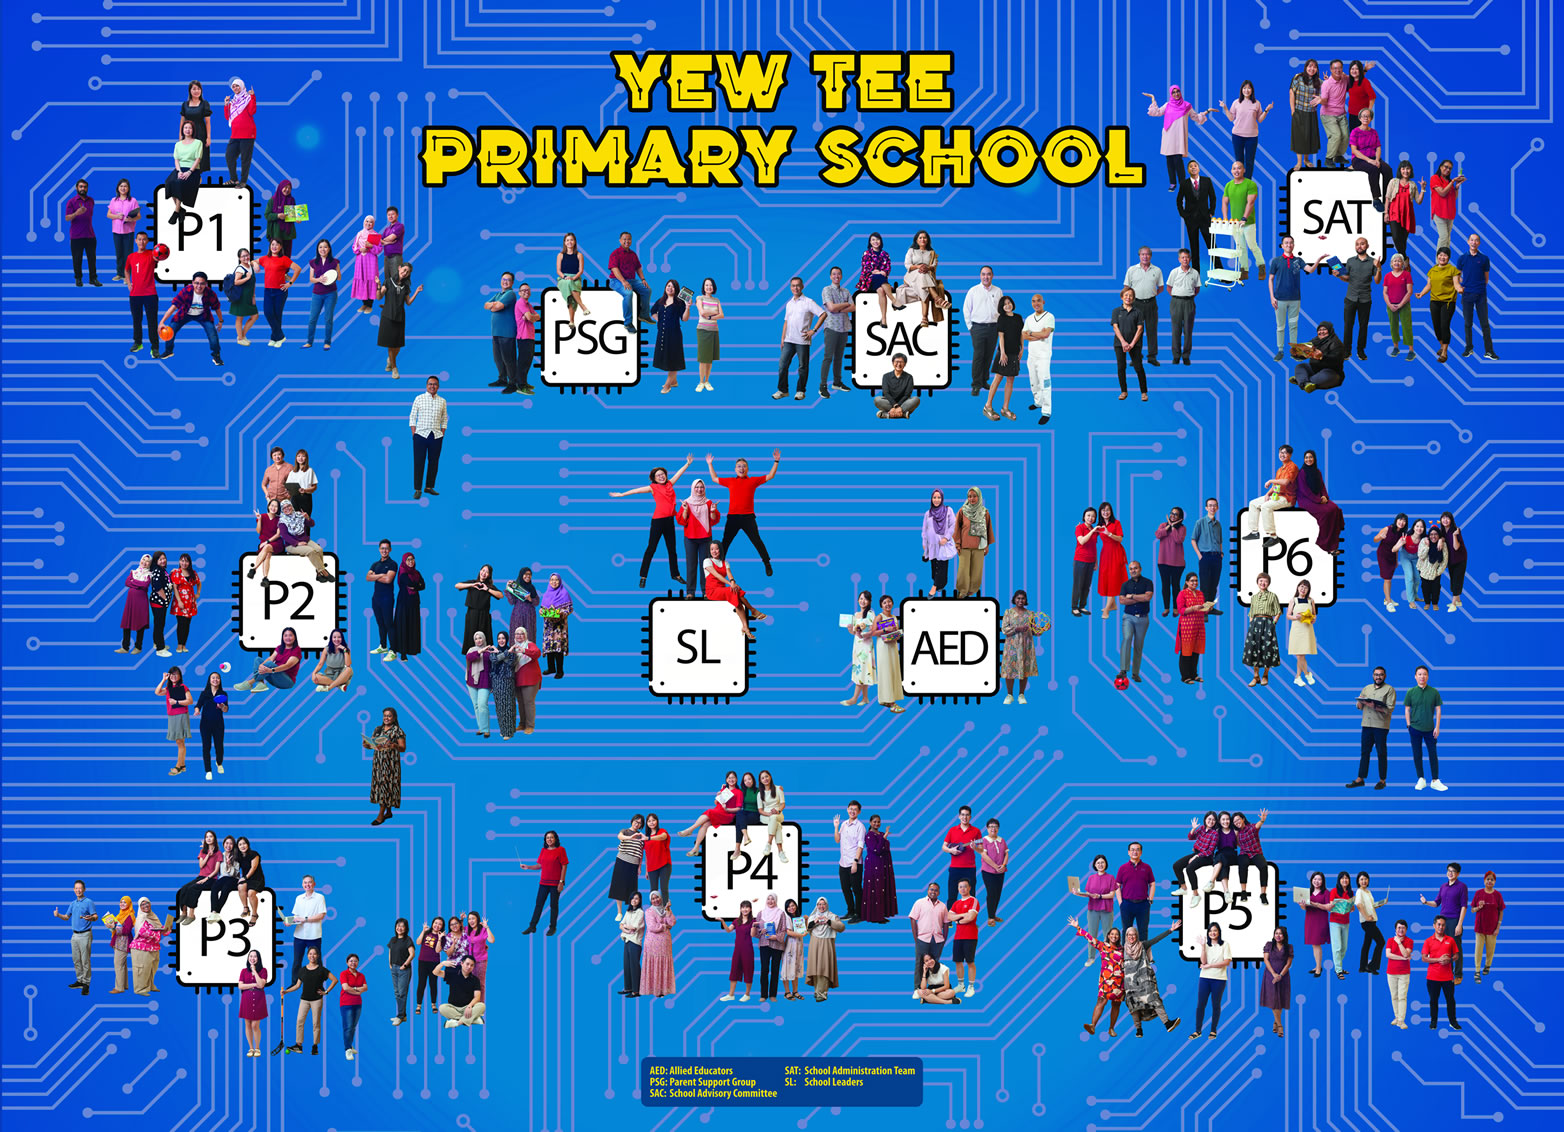 YEW TEE
PRIMARY SCHOOL
P1
SAT
PSG
SAC
P2
P6
SL
AED
P3
P4
P5
AED: Allied Educators
PSG: Parent Support Group
SAC: School Advisory Committee
SAT: School Administration Team
SL: School Leaders